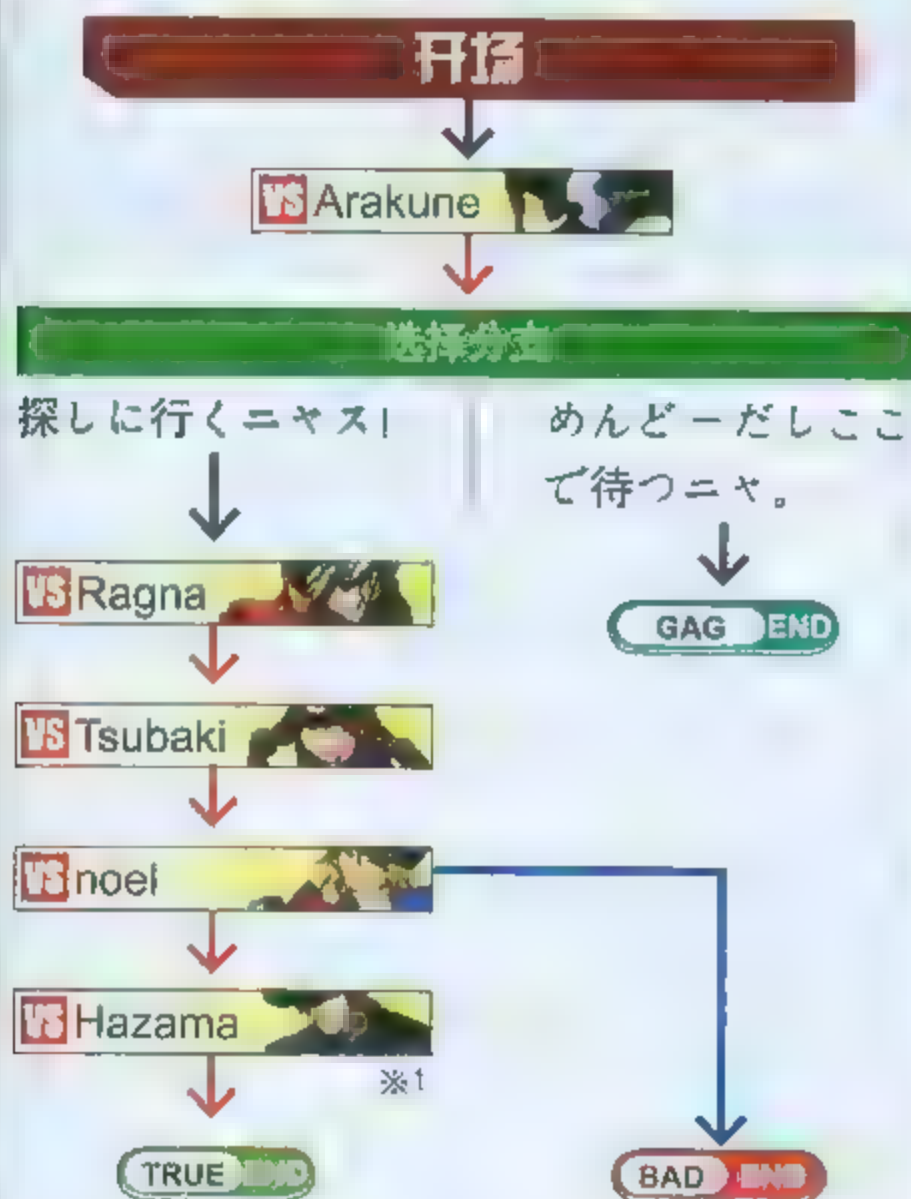 开场
VS Arakune
选择分支
探しに行くニャス!
めんどーだしここ
で待つニャ。
VS Ragna
GAG END
VS Tsubaki
VS noel
VS Hazama
※1
TRUE END
BAD END